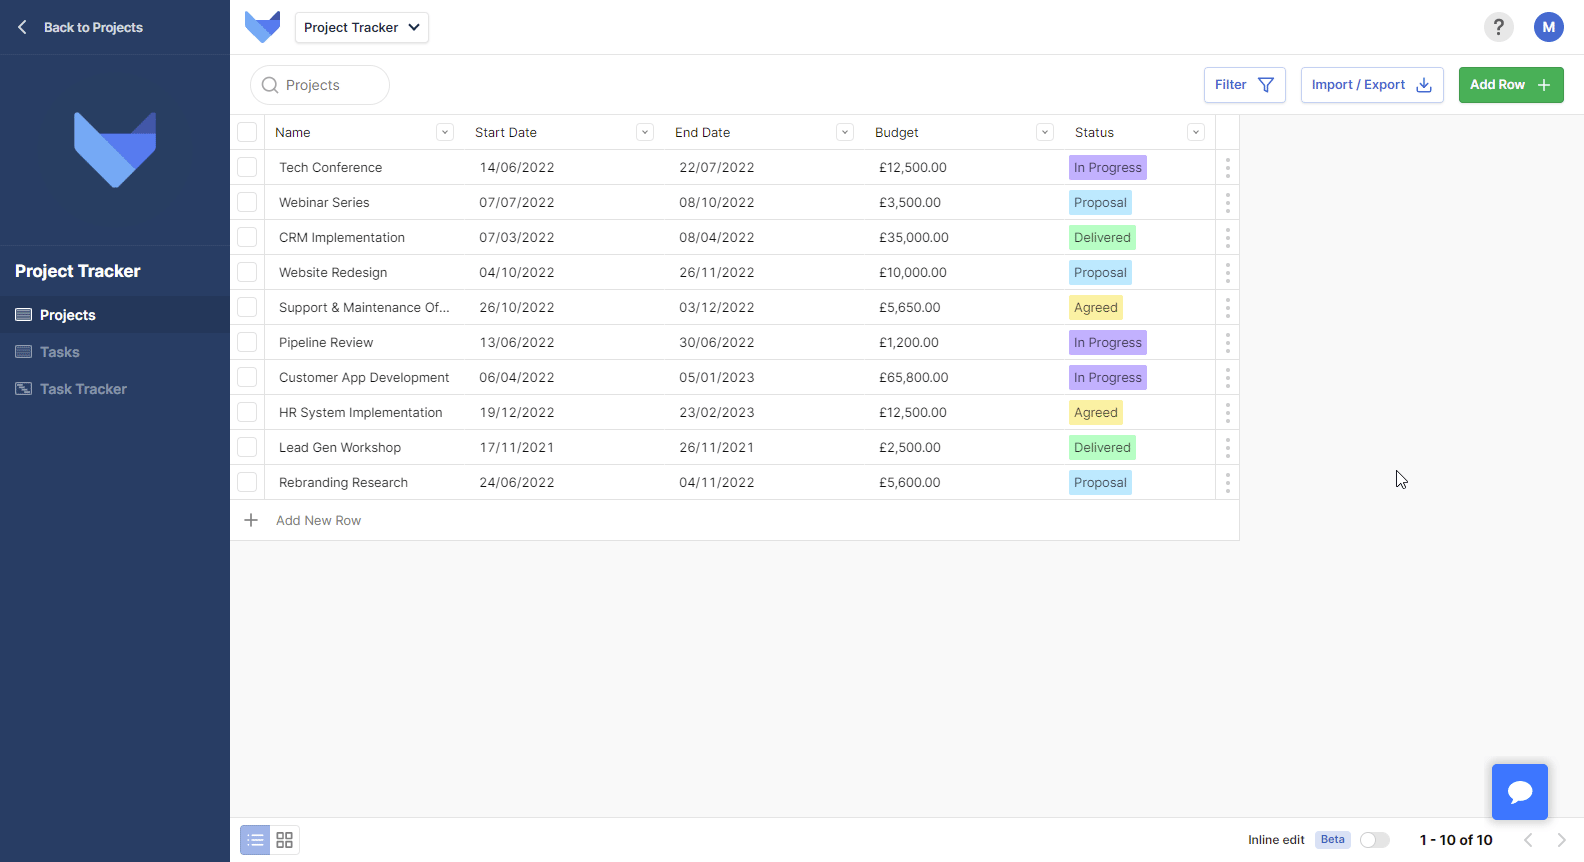 Back to Projects
Project Tracker
?
M
Projects
Filter
Import / Export
Add Row
Project Tracker
Projects
Tasks
Task Tracker
Name Start Date End Date Budget Status
Tech Conference 14/06/2022 22/07/2022 £12,500.00 In Progress
Webinar Series 07/07/2022 08/10/2022 £3,500.00 Proposal
CRM Implementation 07/03/2022 08/04/2022 £35,000.00 Delivered
Website Redesign 04/10/2022 26/11/2022 £10,000.00 Proposal
Support & Maintenance Of... 26/10/2022 03/12/2022 £5,650.00 Agreed
Pipeline Review 13/06/2022 30/06/2022 £1,200.00 In Progress
Customer App Development 06/04/2022 05/01/2023 £65,800.00 In Progress
HR System Implementation 19/12/2022 23/02/2023 £12,500.00 Agreed
Lead Gen Workshop 17/11/2021 26/11/2021 £2,500.00 Delivered
Rebranding Research 24/06/2022 04/11/2022 £5,600.00 Proposal
Add New Row
Inline edit Beta 1 - 10 of 10